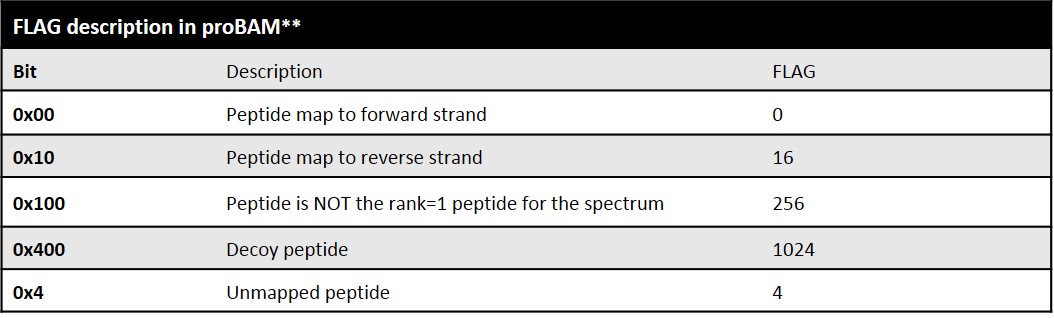 FLAG description in proBAM**
Bit Description FLAG
0x00 Peptide map to forward strand 0
0x10 Peptide map to reverse strand 16
0x100 Peptide is NOT the rank=1 peptide for the spectrum 256
0x400 Decoy peptide 1024
0x4 Unmapped peptide 4